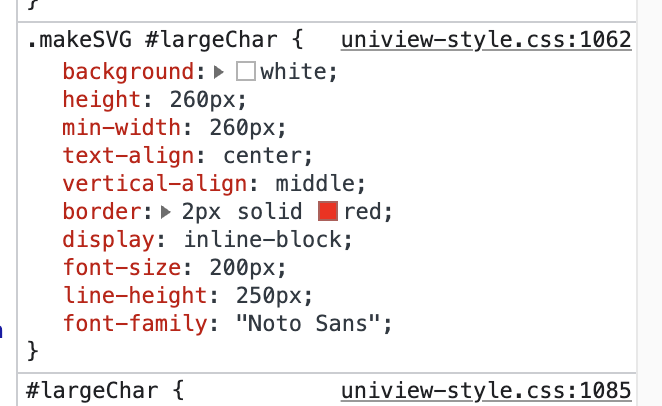 }
.makeSVG #largeChar { uniview-style.css:1062
background: white;
height: 260px;
min-width: 260px;
text-align: center;
vertical-align: middle;
border: 2px solid red;
display: inline-block;
font-size: 200px;
line-height: 250px;
font-family: "Noto Sans";
}
#largeChar { uniview-style.css:1085